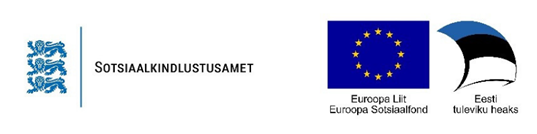 SOTSIAALKINDLUSTUSAMET
Euroopa Liit
Euroopa Sotsiaalfond
Eesti
tuleviku heaks